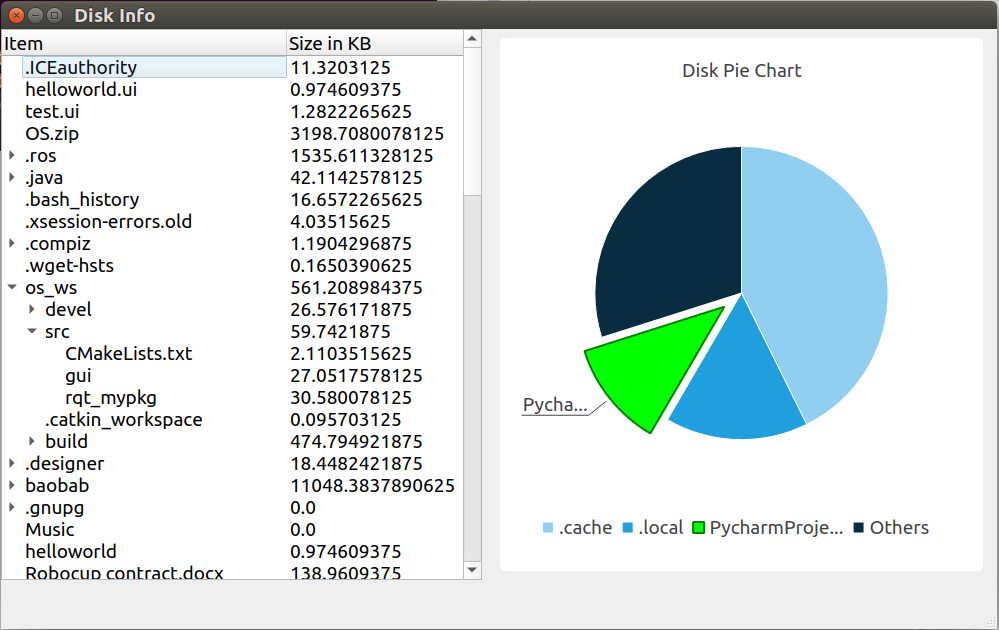 Disk Info
Item Size in KB
.ICEauthority 11.3203125
helloworld.ui 0.974609375
test.ui 1.2822265625
OS.zip 3198.7080078125
.ros 1535.611328125
.java 42.1142578125
.bash_history 16.6572265625
.xsession-errors.old 4.03515625
.compiz 1.1904296875
.wget-hsts 0.1650390625
os_ws 561.208984375
devel 26.576171875
src 59.7421875
CMakeLists.txt 2.1103515625
gui 27.0517578125
rqt_mypkg 30.580078125
.catkin_workspace 0.095703125
build 474.794921875
.designer 18.4482421875
baobab 11048.3837890625
.gnupg 0.0
Music 0.0
helloworld 0.974609375
Robocup contract.docx 138.9609375
Disk Pie Chart
Pycha...
.cache .local PycharmProje... Others